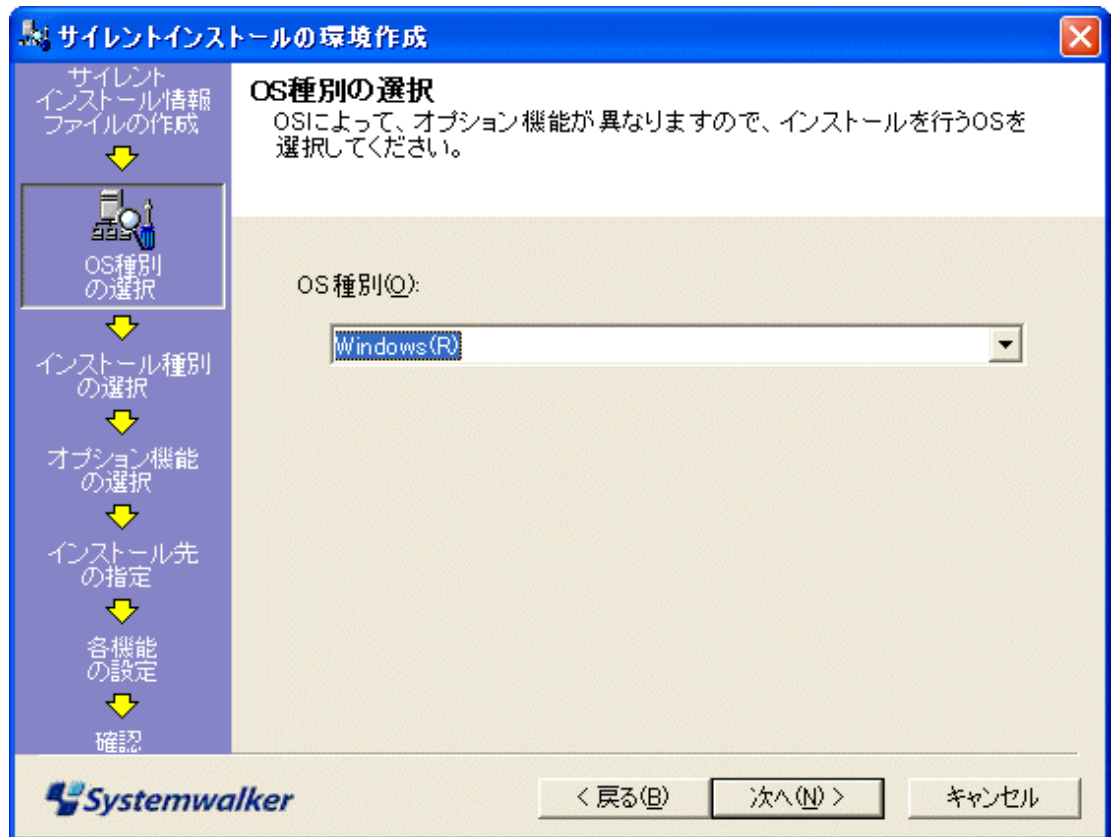 サイレントインストールの環境作成
サイレント
インストール情報
ファイルの作成
OS種別
の選択
インストール種別
の選択
オプション機能
の選択
インストール先
の指定
各機能
の設定
確認
OS種別の選択
OSによって、オプション機能が異なりますので、インストールを行うOSを
選択してください。
OS種別(O):
Windows(R)
Systemwalker
< 戻る(B)
次へ(N) >
キャンセル